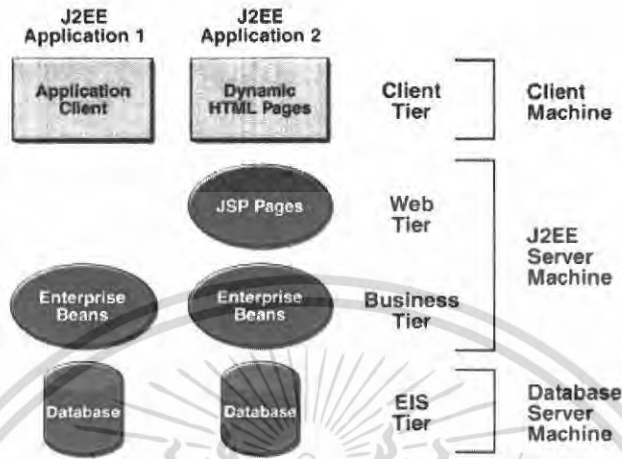 J2EE
Application 1
J2EE
Application 2
Application
Client
Dynamic
HTML Pages
Client
Tier
Client
Machine
JSP Pages
Web
Tier
J2EE
Server
Machine
Enterprise
Beans
Enterprise
Beans
Business
Tier
Database
Database
EIS
Tier
Database
Server
Machine